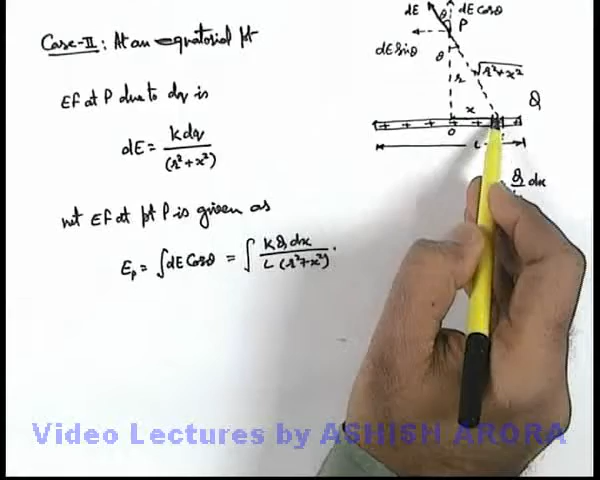 Case-II: At an equatorial pt
dE
θ
dE cosθ
P
dE sinθ
θ
r
√r²+x²
EF at P due to dq is
x
Q
+ + + + +
O
dE = kdq / (r²+x²)
L
Q/ dx
net EF at pt P is given as
Eₚ = ∫dE Cosθ = ∫ KQ dx / L (r²+x²) .
Video Lectures by ASHISH ARORA